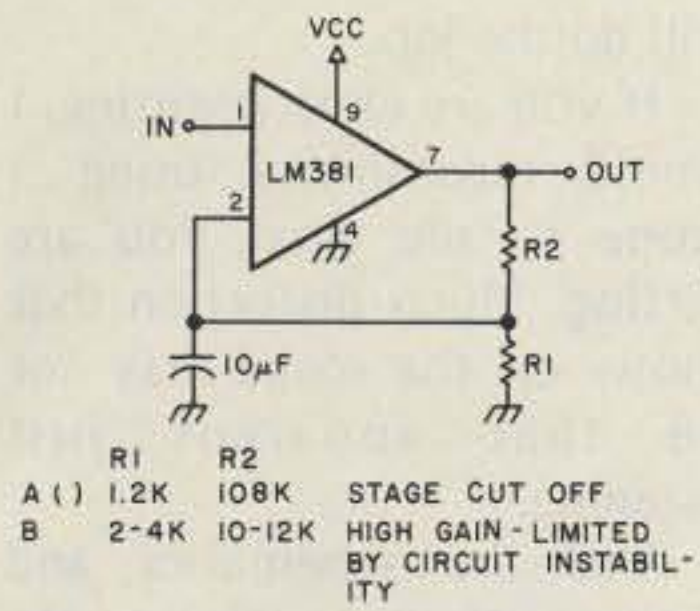 VCC
IN 1 9
LM381 7 OUT
2 4
R2
10µF R1
R1 R2
A ( ) 1.2K 108K STAGE CUT OFF
B 2-4K 10-12K HIGH GAIN - LIMITED
BY CIRCUIT INSTABIL-
ITY